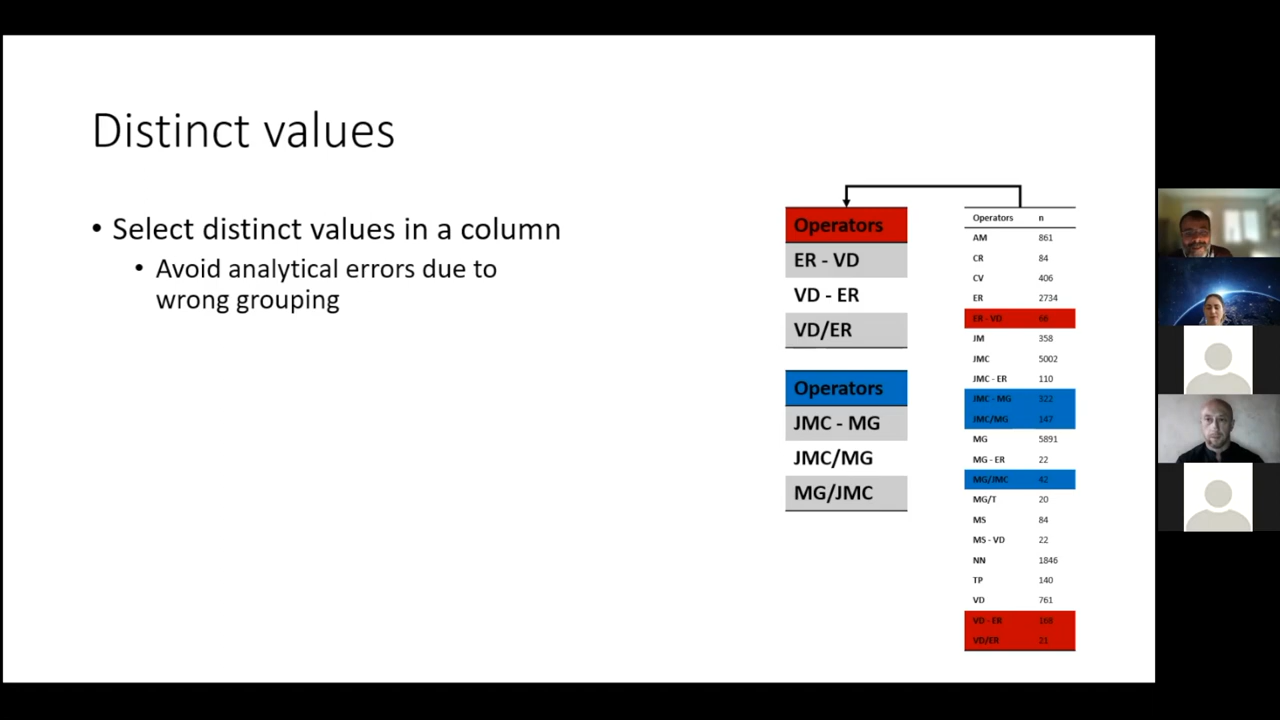 Distinct values
• Select distinct values in a column
• Avoid analytical errors due to
wrong grouping
Operators
ER - VD
VD - ER
VD/ER
Operators
JMC - MG
JMC/MG
MG/JMC
Operators n
AM 861
CR 84
CV 406
ER 2734
ER - VD 66
JM 358
JMC 5002
JMC - ER 110
JMC - MG 322
JMC/MG 147
MG 5891
MG - ER 22
MG/JMC 42
MG/T 20
MS 84
MS - VD 22
NN 1846
TP 140
VD 761
VD - ER 168
VD/ER 21